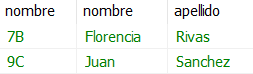 nombre nombre apellido
7B Florencia Rivas
9C Juan Sanchez